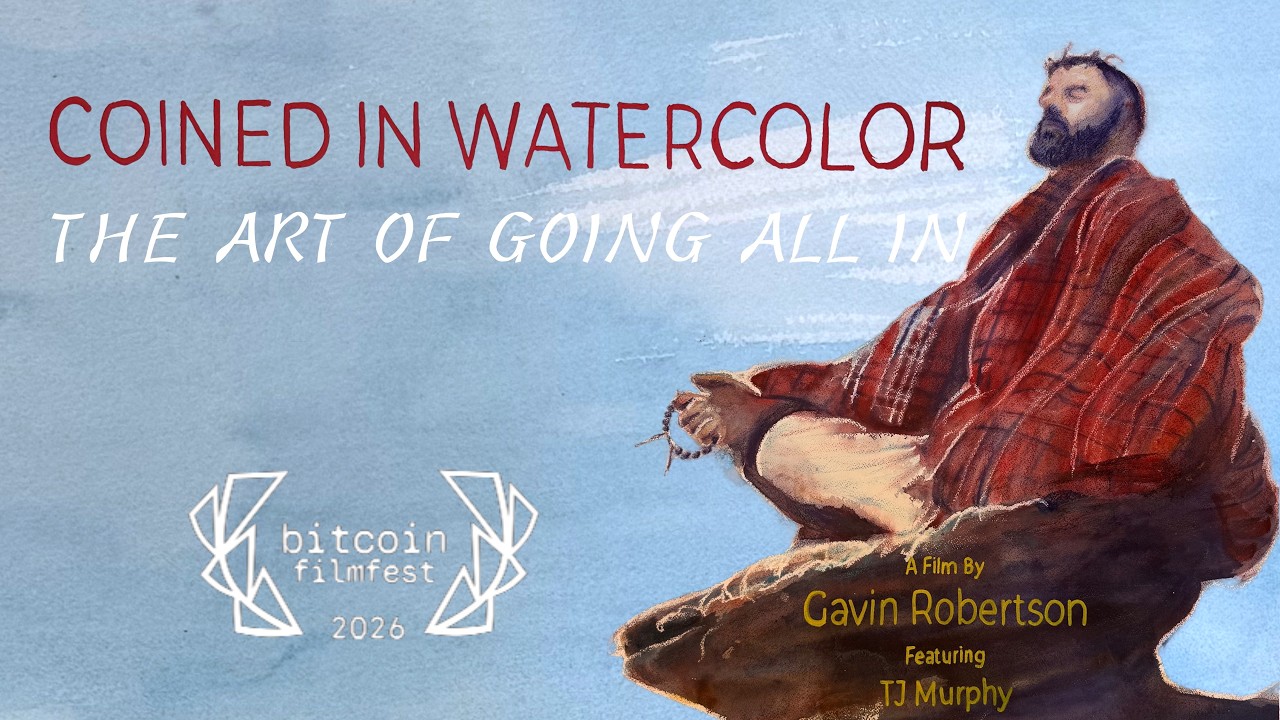 COINED IN WATERCOLOR
THE ART OF GOING ALL IN
bitcoin
filmfest
2026
A Film By
Gavin Robertson
Featuring
TJ Murphy